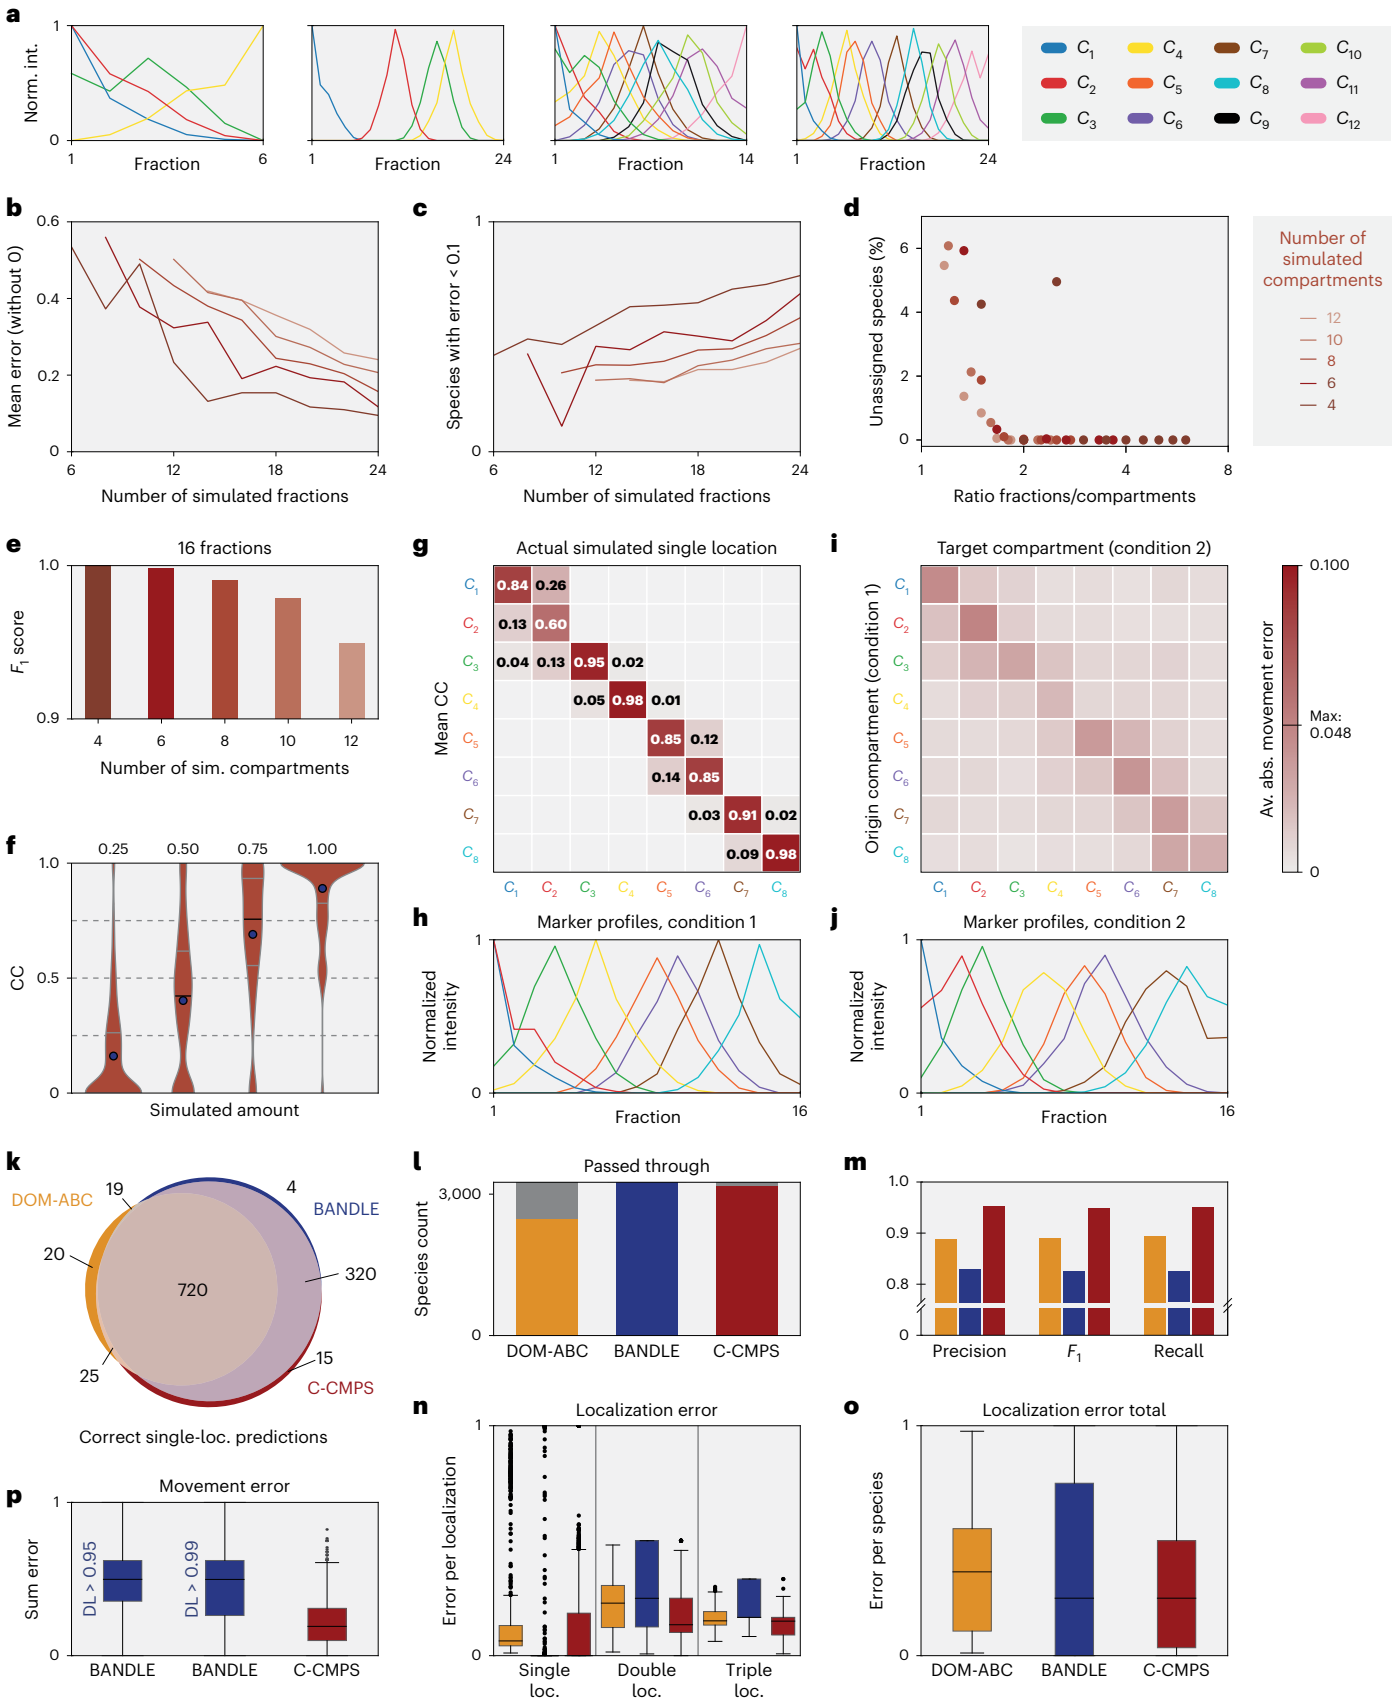 a
Norm. int.
1
0
1
6
Fraction
1
24
Fraction
1
14
Fraction
1
24
Fraction
C1
C4
C7
C10
C2
C5
C8
C11
C3
C6
C9
C12
b
Mean error (without 0)
0.6
0.4
0.2
0
6
12
18
24
Number of simulated fractions
c
Species with error < 0.1
1
0
6
12
18
24
Number of simulated fractions
d
Unassigned species (%)
6
4
2
0
1
2
4
8
Ratio fractions/compartments
Number of
simulated
compartments
12
10
8
6
4
e
16 fractions
F1 score
1.0
0.9
4
6
8
10
12
Number of sim. compartments
f
0.25
0.50
0.75
1.00
CC
1.0
0.5
0
Simulated amount
g
Actual simulated single location
Mean CC
C1
0.84
0.26
C2
0.13
0.60
C3
0.04
0.13
0.95
0.02
C4
0.05
0.98
0.01
C5
0.85
0.12
C6
0.14
0.85
C7
0.03
0.91
0.02
C8
0.09
0.98
C1
C2
C3
C4
C5
C6
C7
C8
h
Marker profiles, condition 1
Normalized
intensity
1
0
1
16
Fraction
i
Target compartment (condition 2)
Origin compartment (condition 1)
C1
C2
C3
C4
C5
C6
C7
C8
C1
C2
C3
C4
C5
C6
C7
C8
0.100
Max:
0.048
0
Av. abs. movement error
j
Marker profiles, condition 2
Normalized
intensity
1
0
1
16
Fraction
k
DOM-ABC
19
4
BANDLE
20
720
320
25
15
C-CMPS
Correct single-loc. predictions
l
Passed through
Species count
3,000
0
DOM-ABC
BANDLE
C-CMPS
m
1.0
0.9
0.8
0
Precision
F1
Recall
n
Localization error
Error per localization
1
0
Single
loc.
Double
loc.
Triple
loc.
o
Localization error total
Error per species
1
0
DOM-ABC
BANDLE
C-CMPS
p
Movement error
Sum error
1
0
DL > 0.95
DL > 0.99
BANDLE
BANDLE
C-CMPS